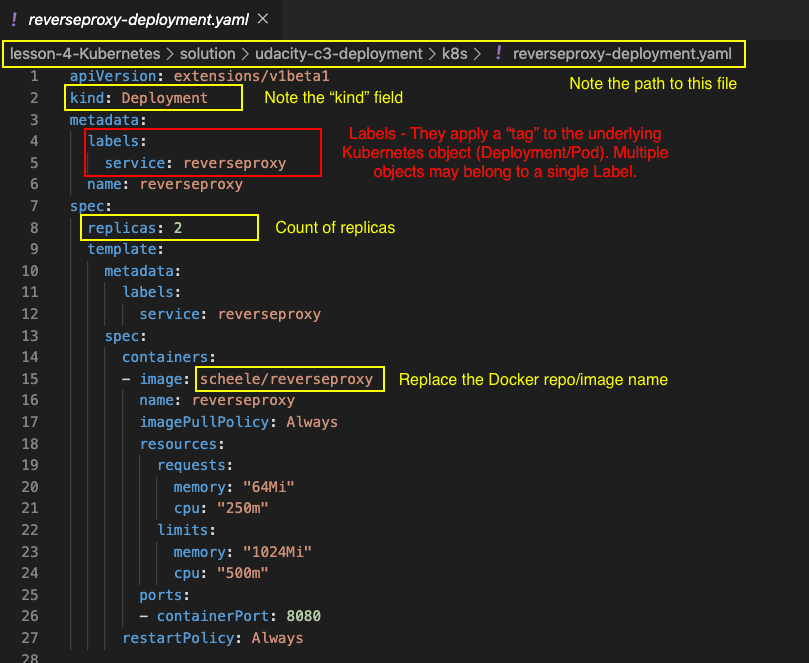 ! reverseproxy-deployment.yaml ×
lesson-4-Kubernetes > solution > udacity-c3-deployment > k8s > ! reverseproxy-deployment.yaml
1 apiVersion: extensions/v1beta1
Note the path to this file
2 kind: Deployment
Note the “kind” field
3 metadata:
4 labels:
5 service: reverseproxy
Labels - They apply a “tag” to the underlying
Kubernetes object (Deployment/Pod). Multiple
objects may belong to a single Label.
6 name: reverseproxy
7 spec:
8 replicas: 2
Count of replicas
9 template:
10 metadata:
11 labels:
12 service: reverseproxy
13 spec:
14 containers:
15 - image: scheele/reverseproxy
Replace the Docker repo/image name
16 name: reverseproxy
17 imagePullPolicy: Always
18 resources:
19 requests:
20 memory: "64Mi"
21 cpu: "250m"
22 limits:
23 memory: "1024Mi"
24 cpu: "500m"
25 ports:
26 - containerPort: 8080
27 restartPolicy: Always
28